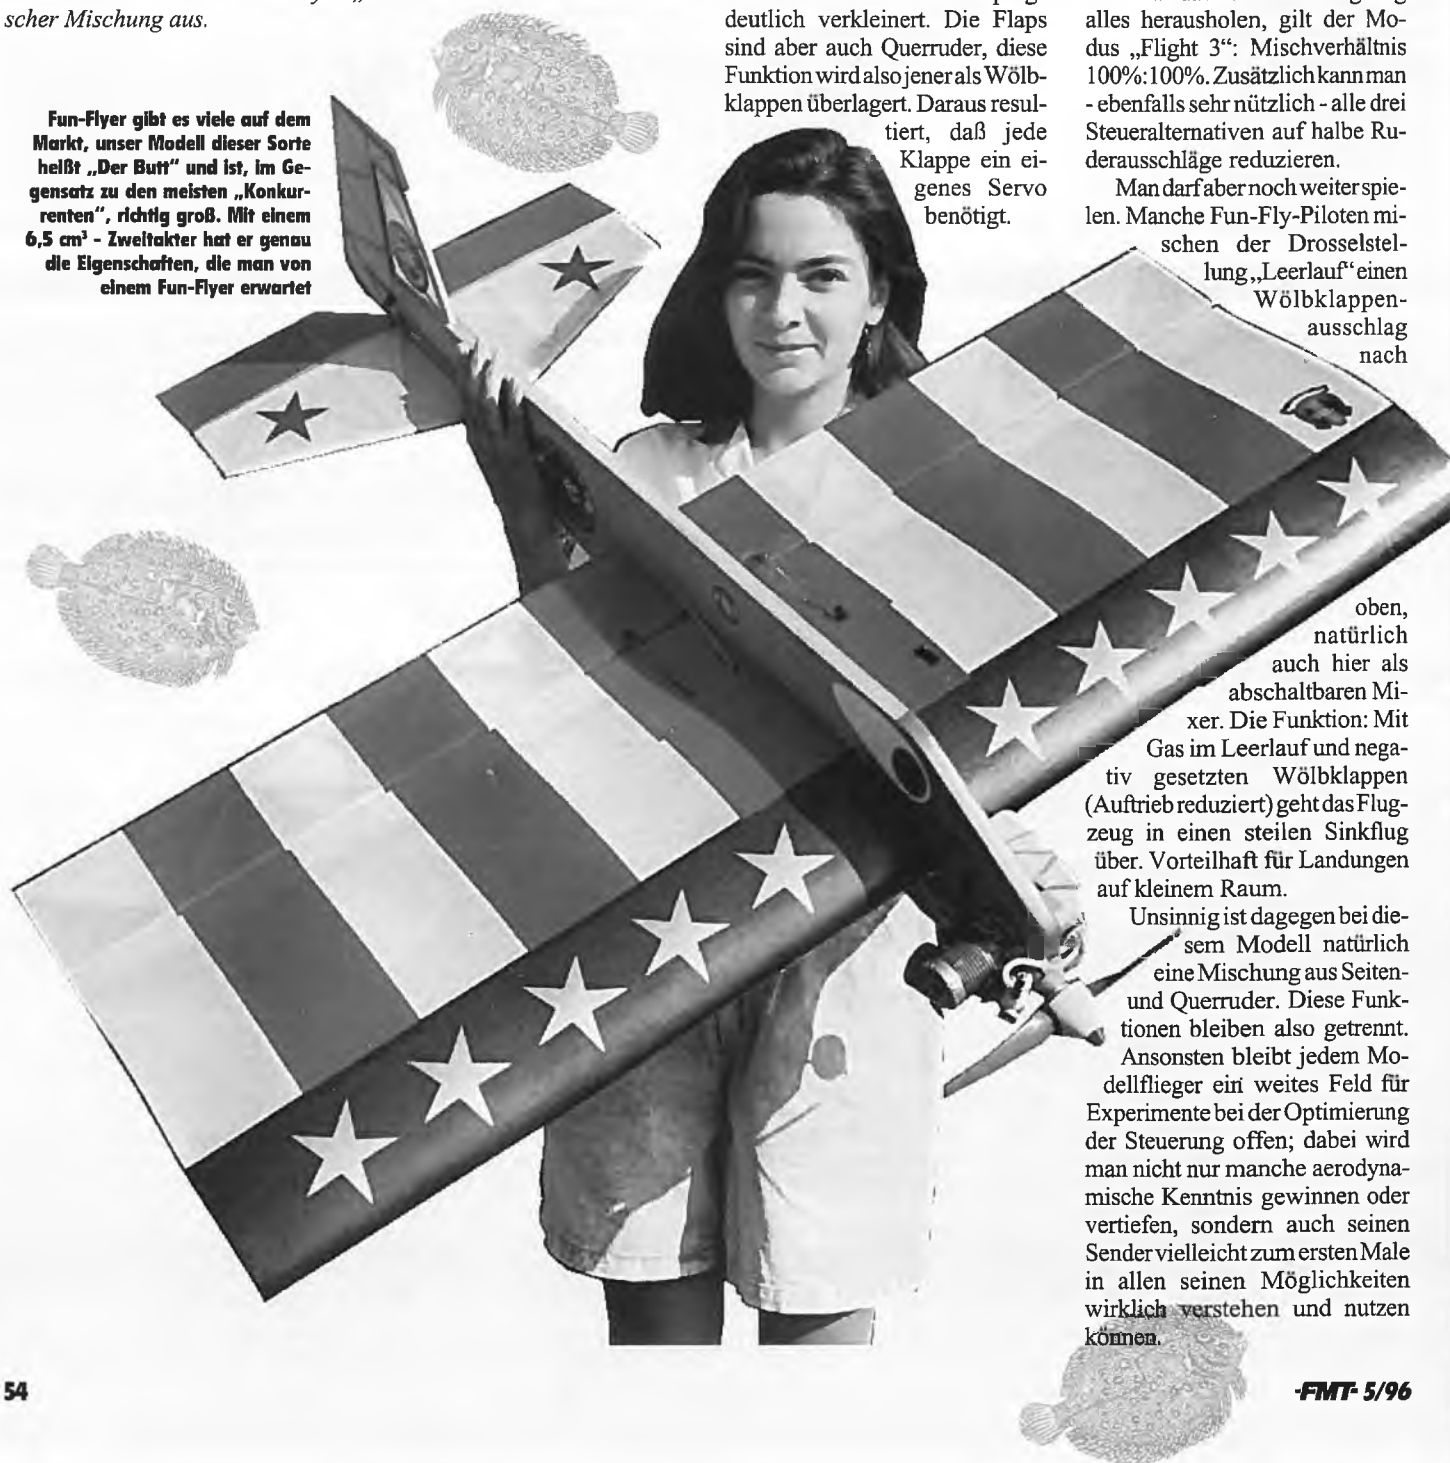 scher Mischung aus.
Fun-Flyer gibt es viele auf dem
Markt, unser Modell dieser Sorte
heißt „Der Butt“ und ist, im Ge-
gensatz zu den meisten „Konkur-
renten“, richtig groß. Mit einem
6,5 cm³ - Zweitakter hat er genau
die Eigenschaften, die man von
einem Fun-Flyer erwartet
deutlich verkleinert. Die Flaps
sind aber auch Querruder, diese
Funktion wird also jener als Wölb-
klappen überlagert. Daraus resul-
tiert, daß jede
Klappe ein ei-
genes Servo
benötigt.
alles herausholen, gilt der Mo-
dus „Flight 3“: Mischverhältnis
100%:100%. Zusätzlich kann man
- ebenfalls sehr nützlich - alle drei
Steueralternativen auf halbe Ru-
derausschläge reduzieren.
Man darf aber noch weiter spie-
len. Manche Fun-Fly-Piloten mi-
schen der Drosselstel-
lung „Leerlauf“ einen
Wölbklappen-
ausschlag
nach
oben,
natürlich
auch hier als
abschaltbaren Mi-
xer. Die Funktion: Mit
Gas im Leerlauf und nega-
tiv gesetzten Wölbklappen
(Auftrieb reduziert) geht das Flug-
zeug in einen steilen Sinkflug
über. Vorteilhaft für Landungen
auf kleinem Raum.
Unsinnig ist dagegen bei die-
sem Modell natürlich
eine Mischung aus Seiten-
und Querruder. Diese Funk-
tionen bleiben also getrennt.
Ansonsten bleibt jedem Mo-
dellflieger ein weites Feld für
Experimente bei der Optimierung
der Steuerung offen; dabei wird
man nicht nur manche aerodyna-
mische Kenntnis gewinnen oder
vertiefen, sondern auch seinen
Sender vielleicht zum ersten Male
in allen seinen Möglichkeiten
wirklich verstehen und nutzen
können.
54
-FMT- 5/96